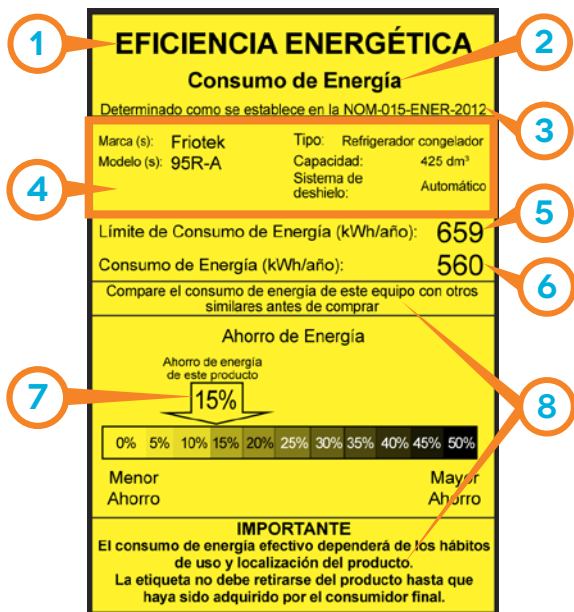 1
EFICIENCIA ENERGÉTICA
2
Consumo de Energía
Determinado como se establece en la NOM-015-ENER-2012
3
4
Marca (s): Friotek
Modelo (s): 95R-A
Tipo: Refrigerador congelador
Capacidad: 425 dm³
Sistema de
deshielo: Automático
Límite de Consumo de Energía (kWh/año): 659
5
Consumo de Energía (kWh/año): 560
6
Compare el consumo de energía de este equipo con otros
similares antes de comprar
Ahorro de Energía
Ahorro de energía
de este producto
7
15%
8
0% 5% 10% 15% 20% 25% 30% 35% 40% 45% 50%
Menor
Ahorro
Mayor
Ahorro
IMPORTANTE
El consumo de energía efectivo dependerá de los hábitos
de uso y localización del producto.
La etiqueta no debe retirarse del producto hasta que
haya sido adquirido por el consumidor final.